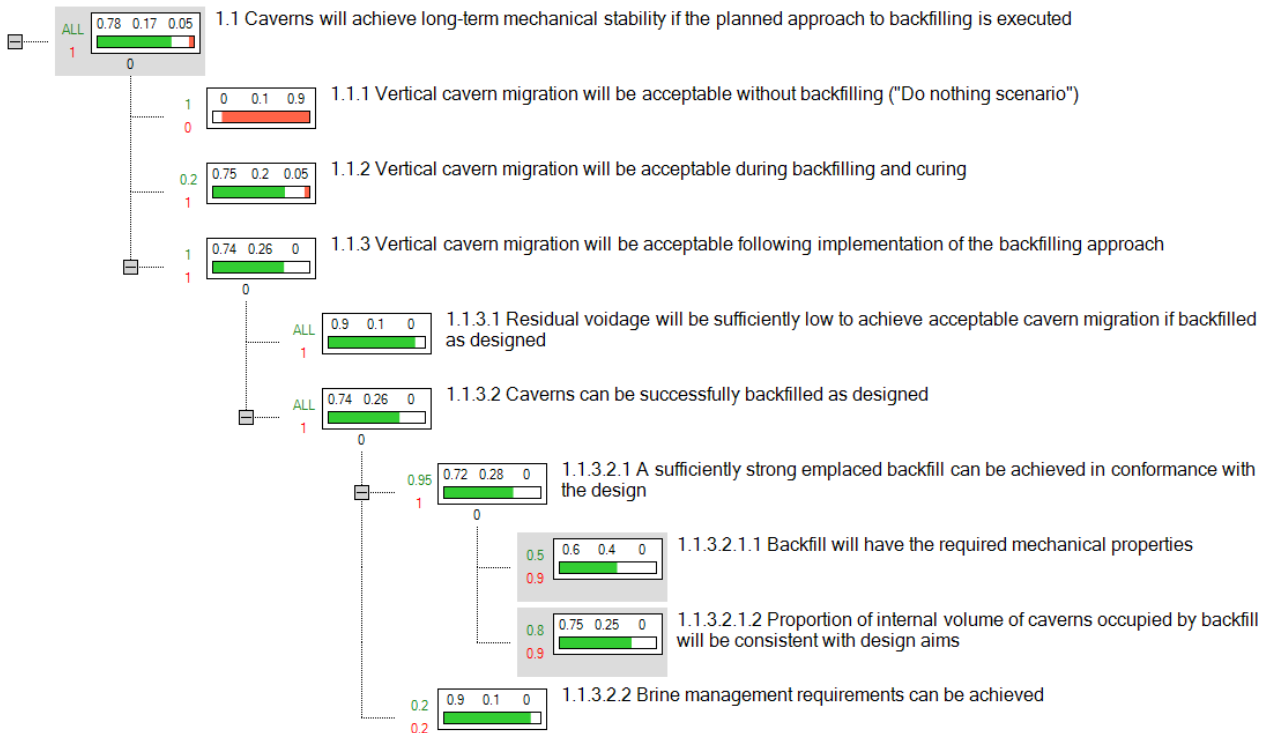 ALL 0.78 0.17 0.05 1.1 Caverns will achieve long-term mechanical stability if the planned approach to backfilling is executed
1
0
1 0 0.1 0.9 1.1.1 Vertical cavern migration will be acceptable without backfilling ("Do nothing scenario")
0
0.2 0.75 0.2 0.05 1.1.2 Vertical cavern migration will be acceptable during backfilling and curing
1
1 0.74 0.26 0 1.1.3 Vertical cavern migration will be acceptable following implementation of the backfilling approach
1
0
ALL 0.9 0.1 0 1.1.3.1 Residual voidage will be sufficiently low to achieve acceptable cavern migration if backfilled
as designed
1
ALL 0.74 0.26 0 1.1.3.2 Caverns can be successfully backfilled as designed
1
0
0.95 0.72 0.28 0 1.1.3.2.1 A sufficiently strong emplaced backfill can be achieved in conformance with
the design
1
0
0.5 0.6 0.4 0 1.1.3.2.1.1 Backfill will have the required mechanical properties
0.9
0.8 0.75 0.25 0 1.1.3.2.1.2 Proportion of internal volume of caverns occupied by backfill
will be consistent with design aims
0.9
0.2 0.9 0.1 0 1.1.3.2.2 Brine management requirements can be achieved
0.2